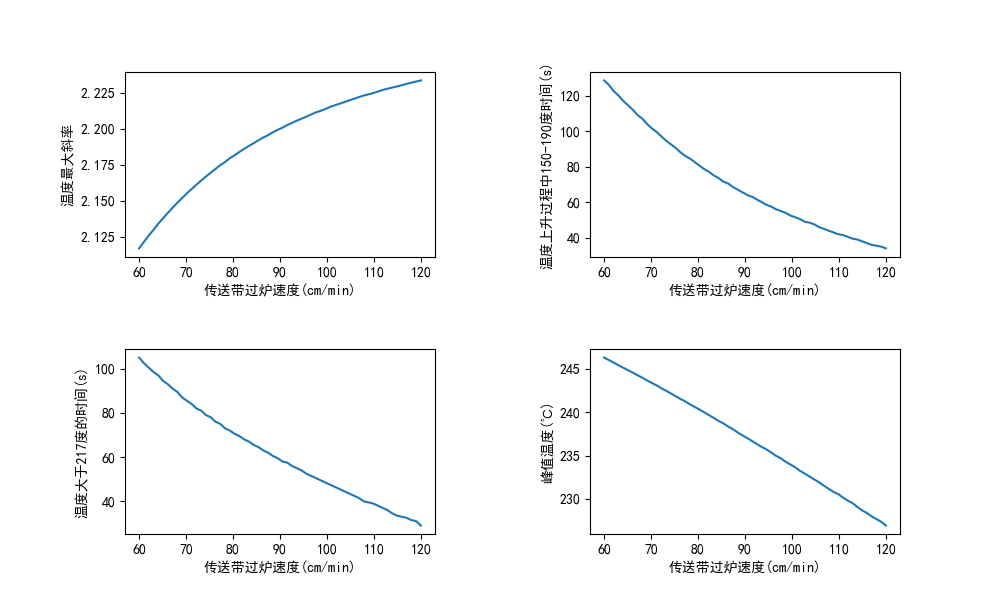 温度最大斜率
2.225
2.200
2.175
2.150
2.125
60 70 80 90 100 110 120
传送带过炉速度(cm/min)
温度上升过程中150-190度时间(s)
120
100
80
60
40
60 70 80 90 100 110 120
传送带过炉速度(cm/min)
温度大于217度的时间(s)
100
80
60
40
60 70 80 90 100 110 120
传送带过炉速度(cm/min)
峰值温度(℃)
245
240
235
230
60 70 80 90 100 110 120
传送带过炉速度(cm/min)